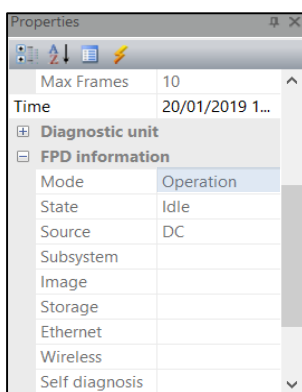 Properties
Max Frames 10
Time 20/01/2019 1...
Diagnostic unit
FPD information
Mode Operation
State Idle
Source DC
Subsystem
Image
Storage
Ethernet
Wireless
Self diagnosis